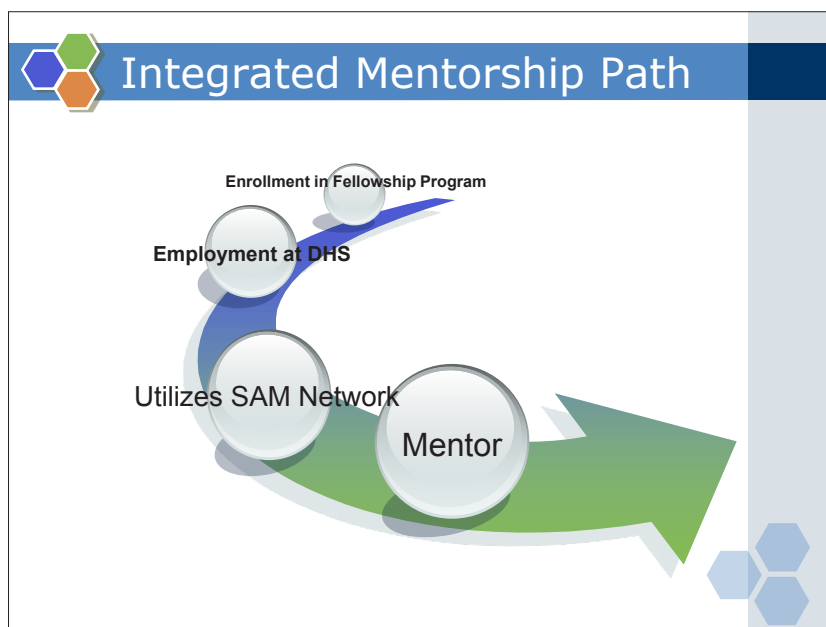 Integrated Mentorship Path
Enrollment in Fellowship Program
Employment at DHS
Utilizes SAM Network
Mentor